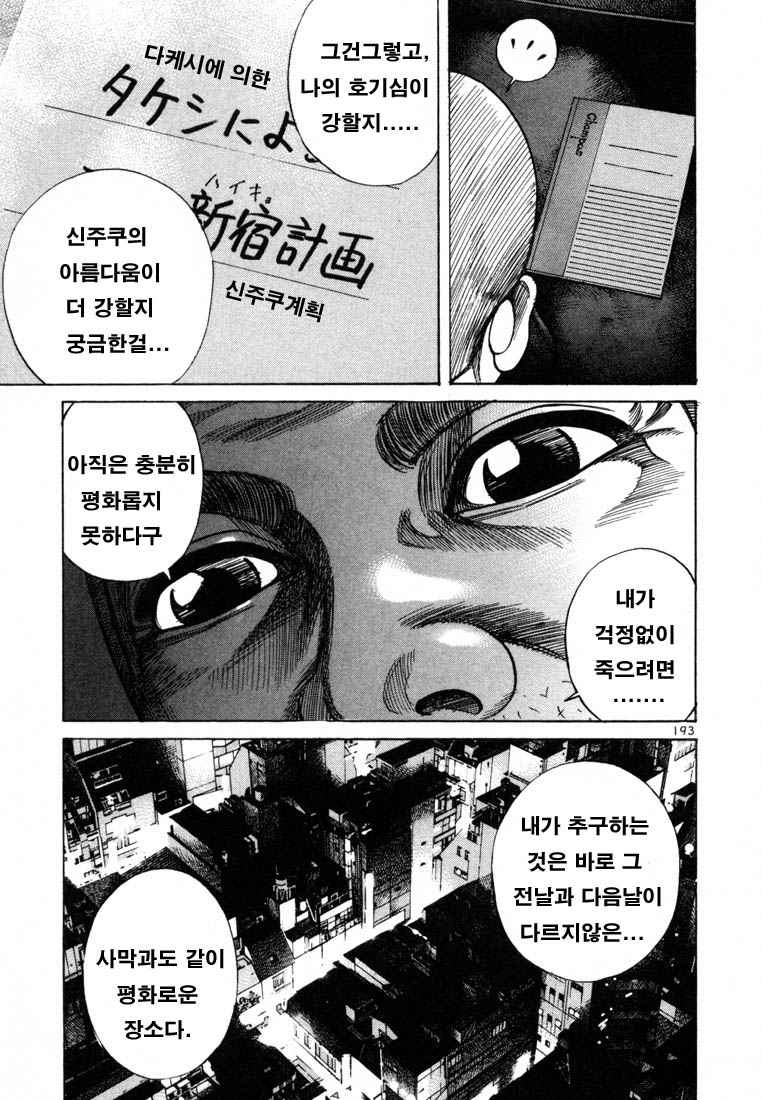 Champaso
그건그렇고,
나의 호기심이
강할지.....
다케시에 의한
タケシによ
ハイキョ
新宿計画
신주쿠계획
신주쿠의
아름다움이
더 강할지
궁금한걸...
아직은 충분히
평화롭지
못하다구
내가
걱정없이
죽으려면
.......
193
내가 추구하는
것은 바로 그
전날과 다음날이
다르지않은...
사막과도 같이
평화로운
장소다.